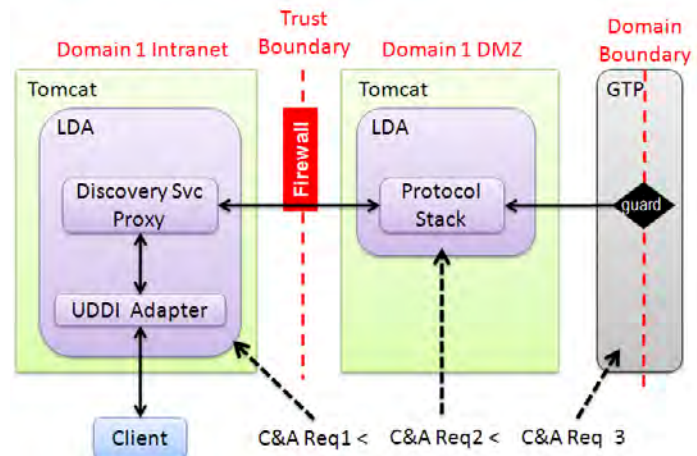 Domain 1 Intranet
Trust
Boundary
Domain 1 DMZ
Domain
Boundary
Tomcat
LDA
Discovery Svc
Proxy
UDDI Adapter
Client
Firewall
Tomcat
LDA
Protocol
Stack
GTP
guard
C&A Req1 < C&A Req2 < C&A Req 3